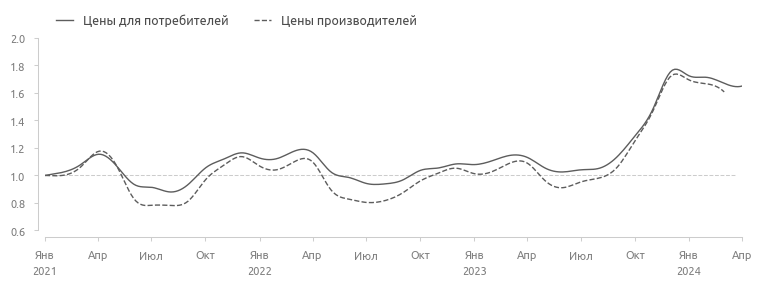 Цены для потребителей Цены производителей
2.0
1.8
1.6
1.4
1.2
1.0
0.8
0.6
Янв Апр Июл Окт Янв Апр Июл Окт Янв Апр Июл Окт Янв Апр
2021 2022 2023 2024